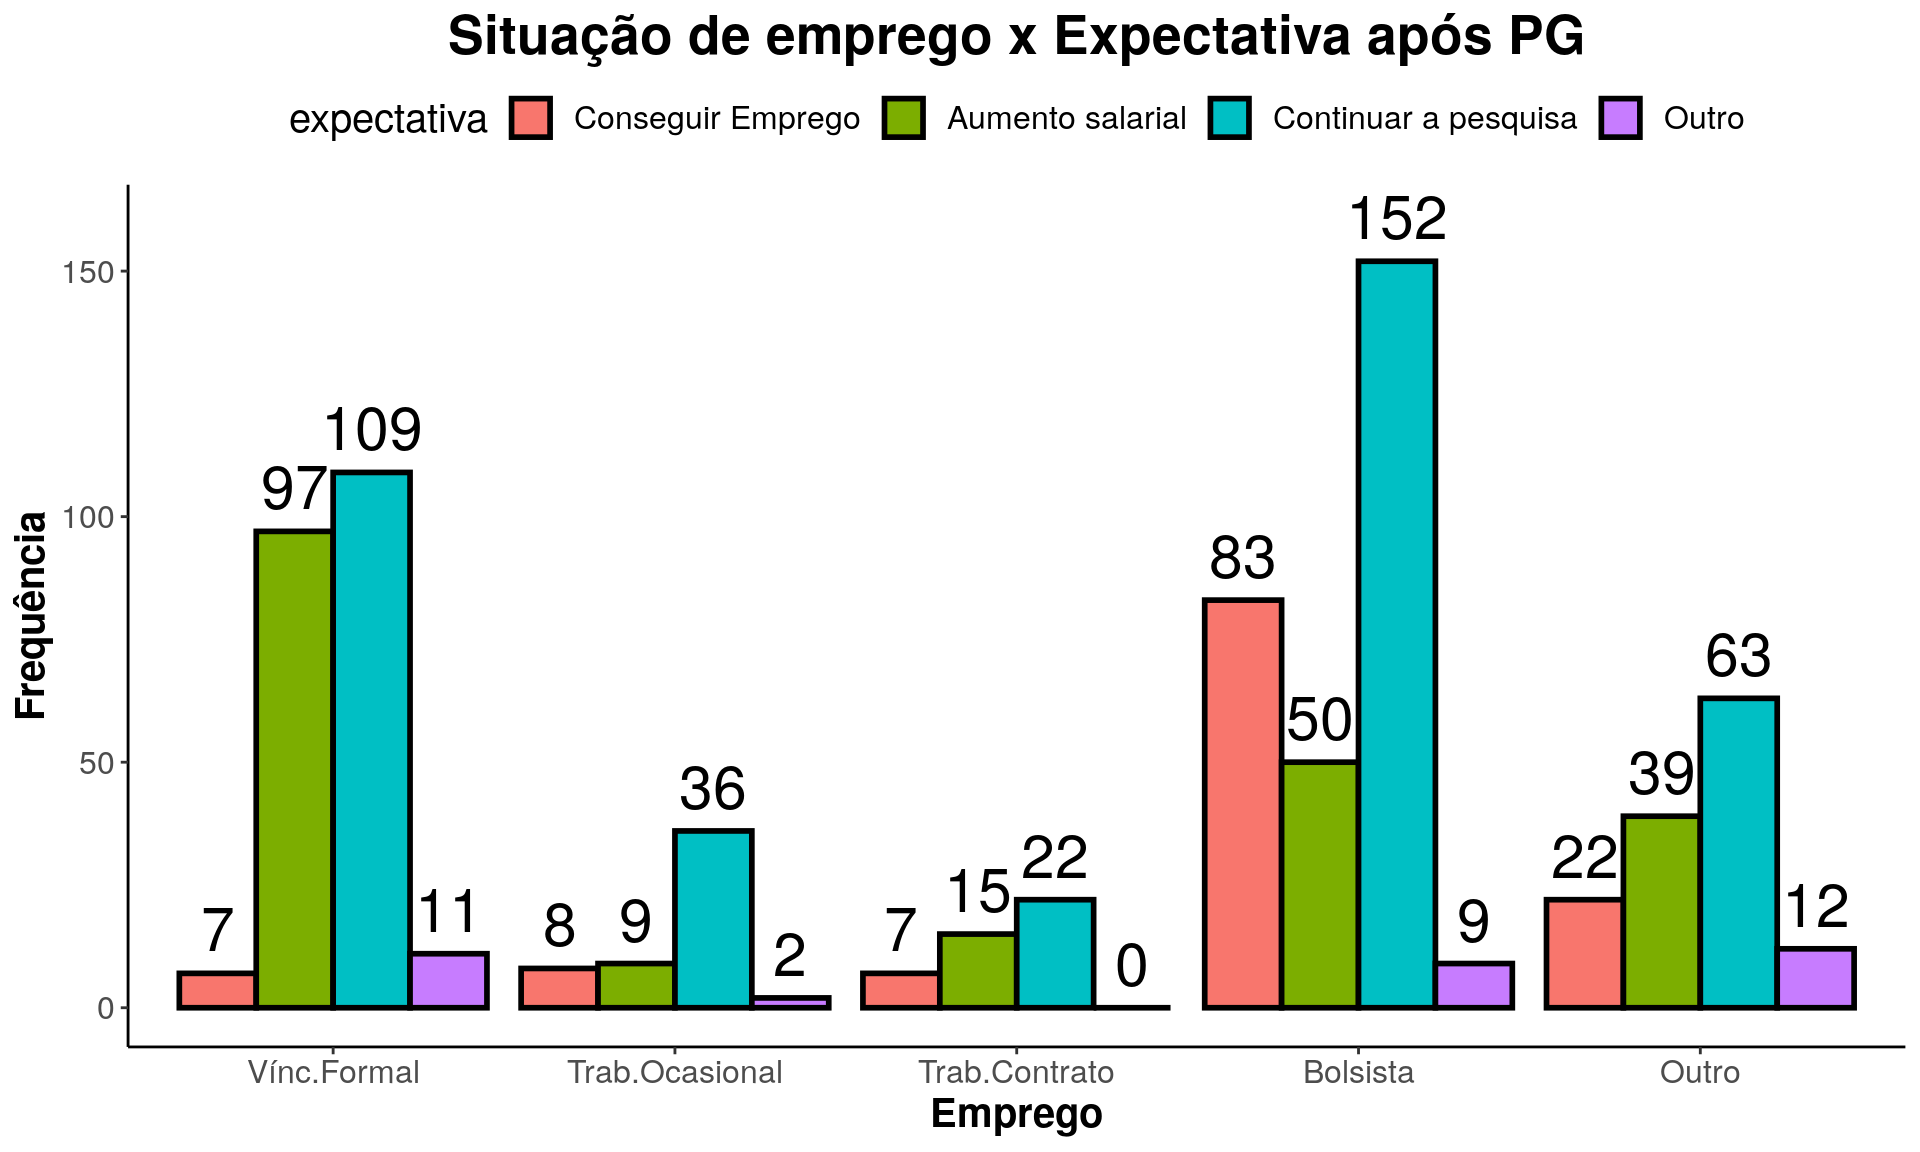 Situação de emprego x Expectativa após PG
expectativa Conseguir Emprego Aumento salarial Continuar a pesquisa Outro
Frequência
150
100
50
0
7 97 109 11
8 9 36 2
7 15 22 0
83 50 152 9
22 39 63 12
Vínc.Formal Trab.Ocasional Trab.Contrato Bolsista Outro
Emprego